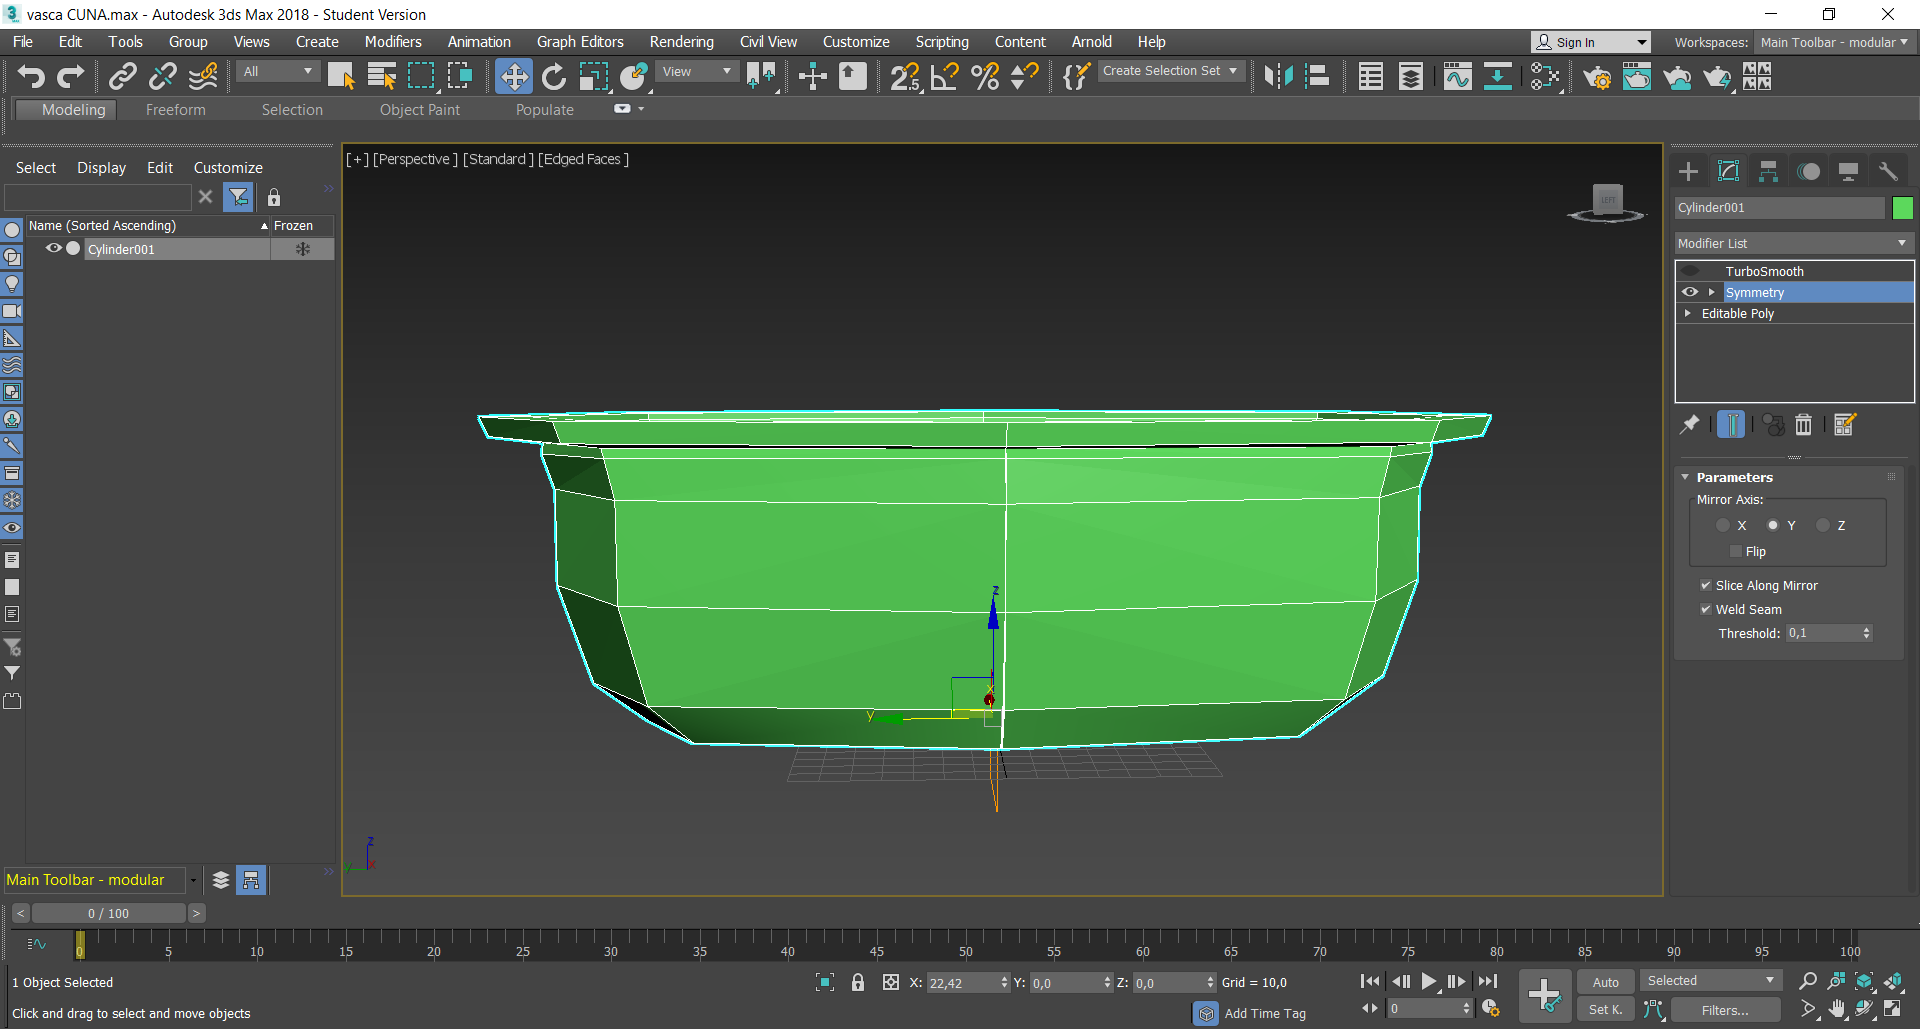 vasca CUNA.max - Autodesk 3ds Max 2018 - Student Version
File Edit Tools Group Views Create Modifiers Animation Graph Editors Rendering Civil View Customize Scripting Content Arnold Help Sign In Workspaces: Main Toolbar - modular
All View 2.5 Create Selection Set
Modeling Freeform Selection Object Paint Populate
Select Display Edit Customize
Name (Sorted Ascending) Frozen
Cylinder001
[+] [Perspective ] [Standard ] [Edged Faces ]
LEFT
z
x
y
z
y x
Cylinder001
Modifier List
TurboSmooth
Symmetry
Editable Poly
Parameters
Mirror Axis:
X Y Z
Flip
Slice Along Mirror
Weld Seam
Threshold: 0,1
Main Toolbar - modular
< 0 / 100 >
0 5 10 15 20 25 30 35 40 45 50 55 60 65 70 75 80 85 90 95 100
1 Object Selected X: 22,42 Y: 0,0 Z: 0,0 Grid = 10,0 Auto Selected
Click and drag to select and move objects Add Time Tag 0 Set K. Filters...